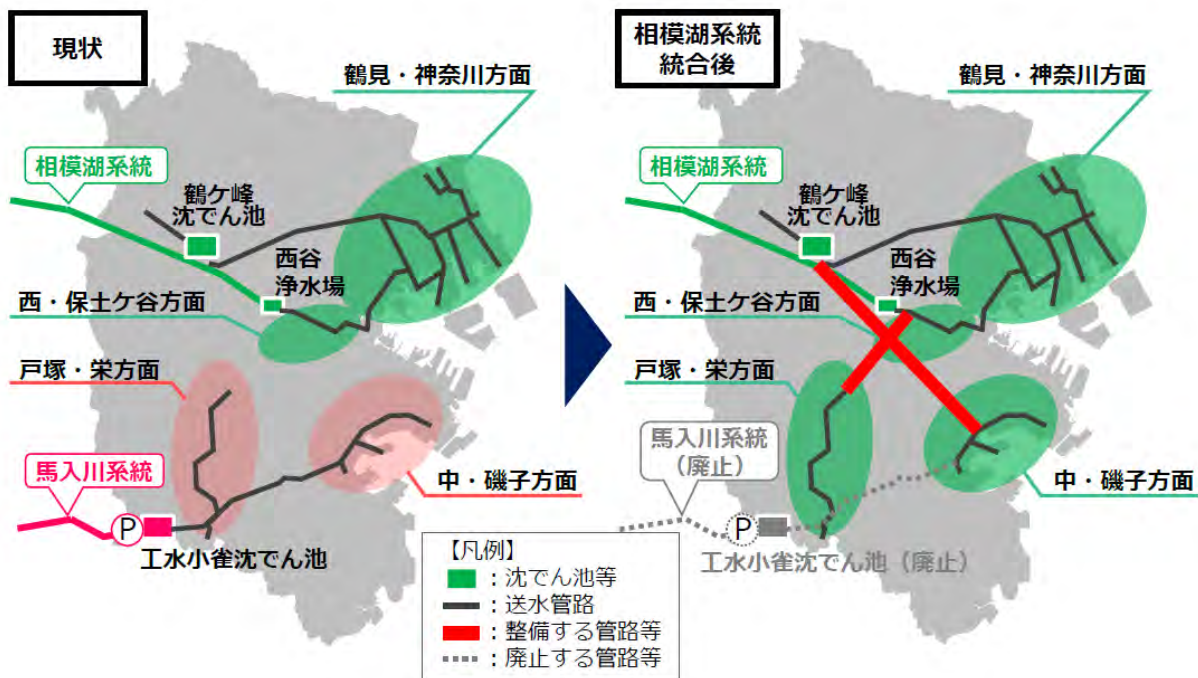 現状
鶴見・神奈川方面
相模湖系統
鶴ケ峰
沈でん池
西谷
浄水場
西・保土ケ谷方面
戸塚・栄方面
馬入川系統
中・磯子方面
P
工水小雀沈でん池
相模湖系統
統合後
鶴見・神奈川方面
相模湖系統
鶴ケ峰
沈でん池
西谷
浄水場
西・保土ケ谷方面
戸塚・栄方面
馬入川系統
(廃止)
中・磯子方面
P
工水小雀沈でん池(廃止)
【凡例】
:沈でん池等
:送水管路
:整備する管路等
:廃止する管路等